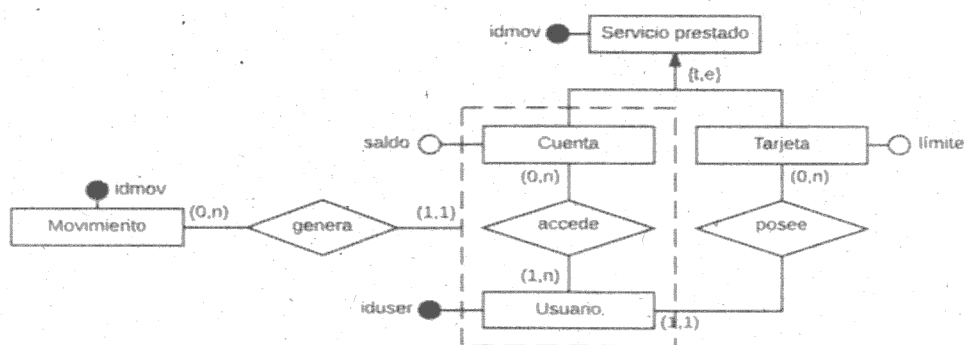 idmov
Servicio prestado
{t,e}
saldo
Cuenta
Tarjeta
límite
idmov
(0,n)
(0,n)
Movimiento
(0,n)
genera
(1,1)
accede
posee
(1,n)
iduser
Usuario
(1,1)